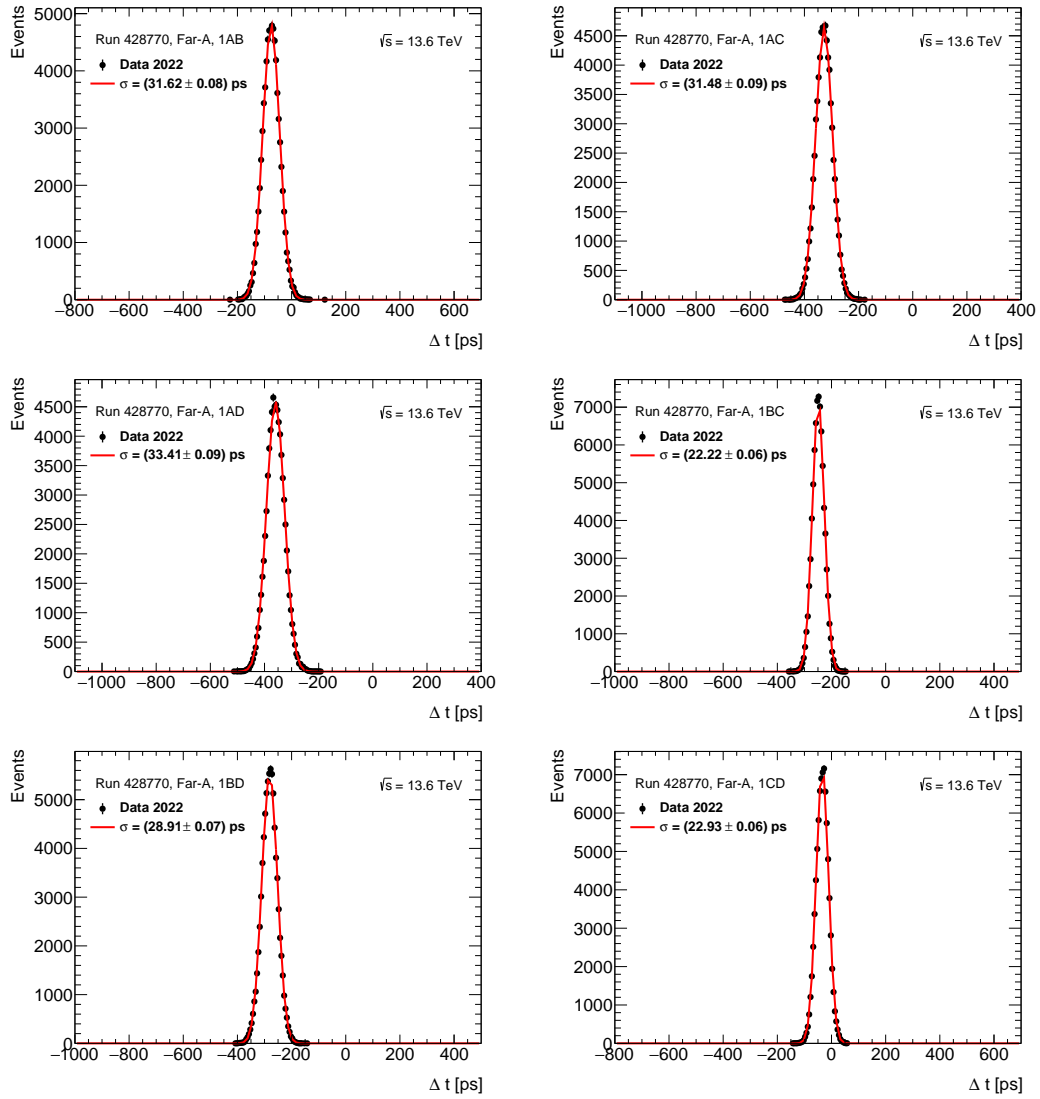 Events
5000
4000
3000
2000
1000
0
Run 428770, Far-A, 1AB
√s = 13.6 TeV
Data 2022
σ = (31.62 ± 0.08) ps
−800 −600 −400 −200 0 200 400 600
Δ t [ps]
Events
4500
4000
3500
3000
2500
2000
1500
1000
500
0
Run 428770, Far-A, 1AC
√s = 13.6 TeV
Data 2022
σ = (31.48 ± 0.09) ps
−1000 −800 −600 −400 −200 0 200 400
Δ t [ps]
Events
4500
4000
3500
3000
2500
2000
1500
1000
500
0
Run 428770, Far-A, 1AD
√s = 13.6 TeV
Data 2022
σ = (33.41 ± 0.09) ps
−1000 −800 −600 −400 −200 0 200 400
Δ t [ps]
Events
7000
6000
5000
4000
3000
2000
1000
0
Run 428770, Far-A, 1BC
√s = 13.6 TeV
Data 2022
σ = (22.22 ± 0.06) ps
−1000 −800 −600 −400 −200 0 200 400
Δ t [ps]
Events
5000
4000
3000
2000
1000
0
Run 428770, Far-A, 1BD
√s = 13.6 TeV
Data 2022
σ = (28.91 ± 0.07) ps
−1000 −800 −600 −400 −200 0 200 400
Δ t [ps]
Events
7000
6000
5000
4000
3000
2000
1000
0
Run 428770, Far-A, 1CD
√s = 13.6 TeV
Data 2022
σ = (22.93 ± 0.06) ps
−800 −600 −400 −200 0 200 400 600
Δ t [ps]